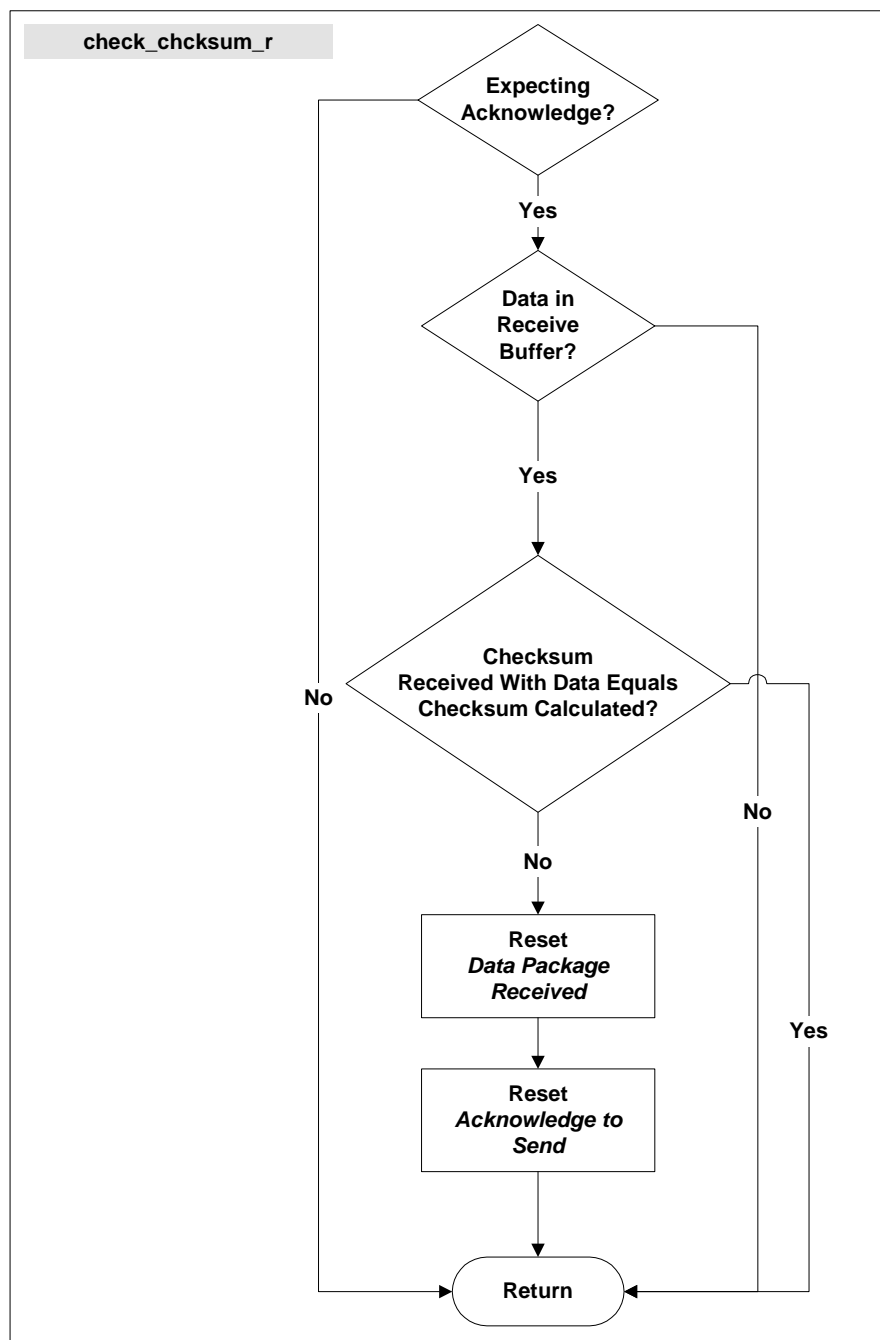 check_chcksum_r
Expecting
Acknowledge?
Yes
Data in
Receive
Buffer?
Yes
Checksum
Received With Data Equals
Checksum Calculated?
No
No
No
Reset
Data Package
Received
Yes
Reset
Acknowledge to
Send
Return